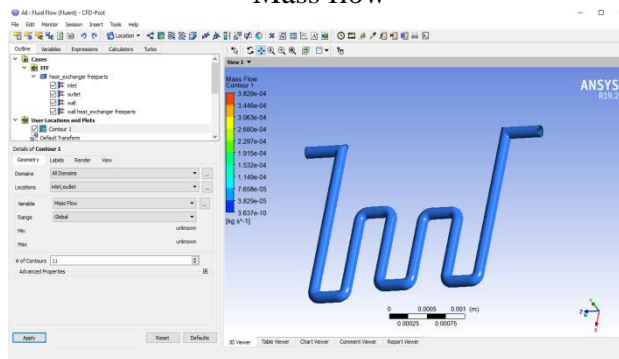 Mass flow
A8 : Fluid Flow (Fluent) - CFD-Post
File Edit Monitor Session Insert Tools Help
Location
Outline Variables Expressions Calculators Turbo
Cases
FFF
heat_exchanger freeparts
inlet
outlet
wall
wall heat_exchanger freeparts
User Locations and Plots
Contour 1
Default Transform
Details of Contour 1
Geometry Labels Render View
Domains All Domains
Locations inlet,outlet
Variable Mass Flow
Range Global
Min unknown
Max unknown
# of Contours 11
Advanced Properties
Apply Reset Defaults
View 1
Mass Flow
Contour 1
3.829e-04
3.446e-04
3.063e-04
2.680e-04
2.297e-04
1.915e-04
1.532e-04
1.149e-04
7.658e-05
3.829e-05
3.637e-10
[kg s^-1]
ANSYS
R19.2
0 0.0005 0.001 (m)
0.00025 0.00075
3D Viewer Table Viewer Chart Viewer Comment Viewer Report Viewer